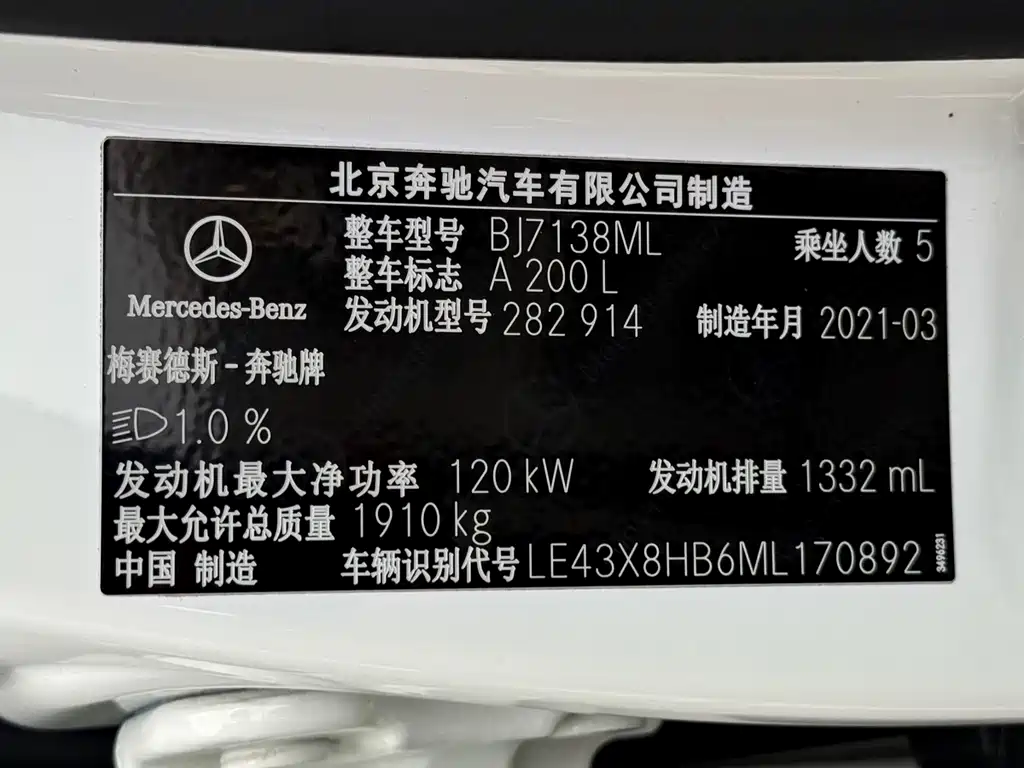 北京奔驰汽车有限公司制造
整车型号 BJ7138ML 乘坐人数 5
整车标志 A 200 L
Mercedes-Benz 发动机型号 282 914 制造年月 2021-03
梅赛德斯-奔驰牌
1.0 %
发动机最大净功率 120 kW 发动机排量 1332 mL
最大允许总质量 1910 kg
中国 制造 车辆识别代号 LE43X8HB6ML170892
3496231